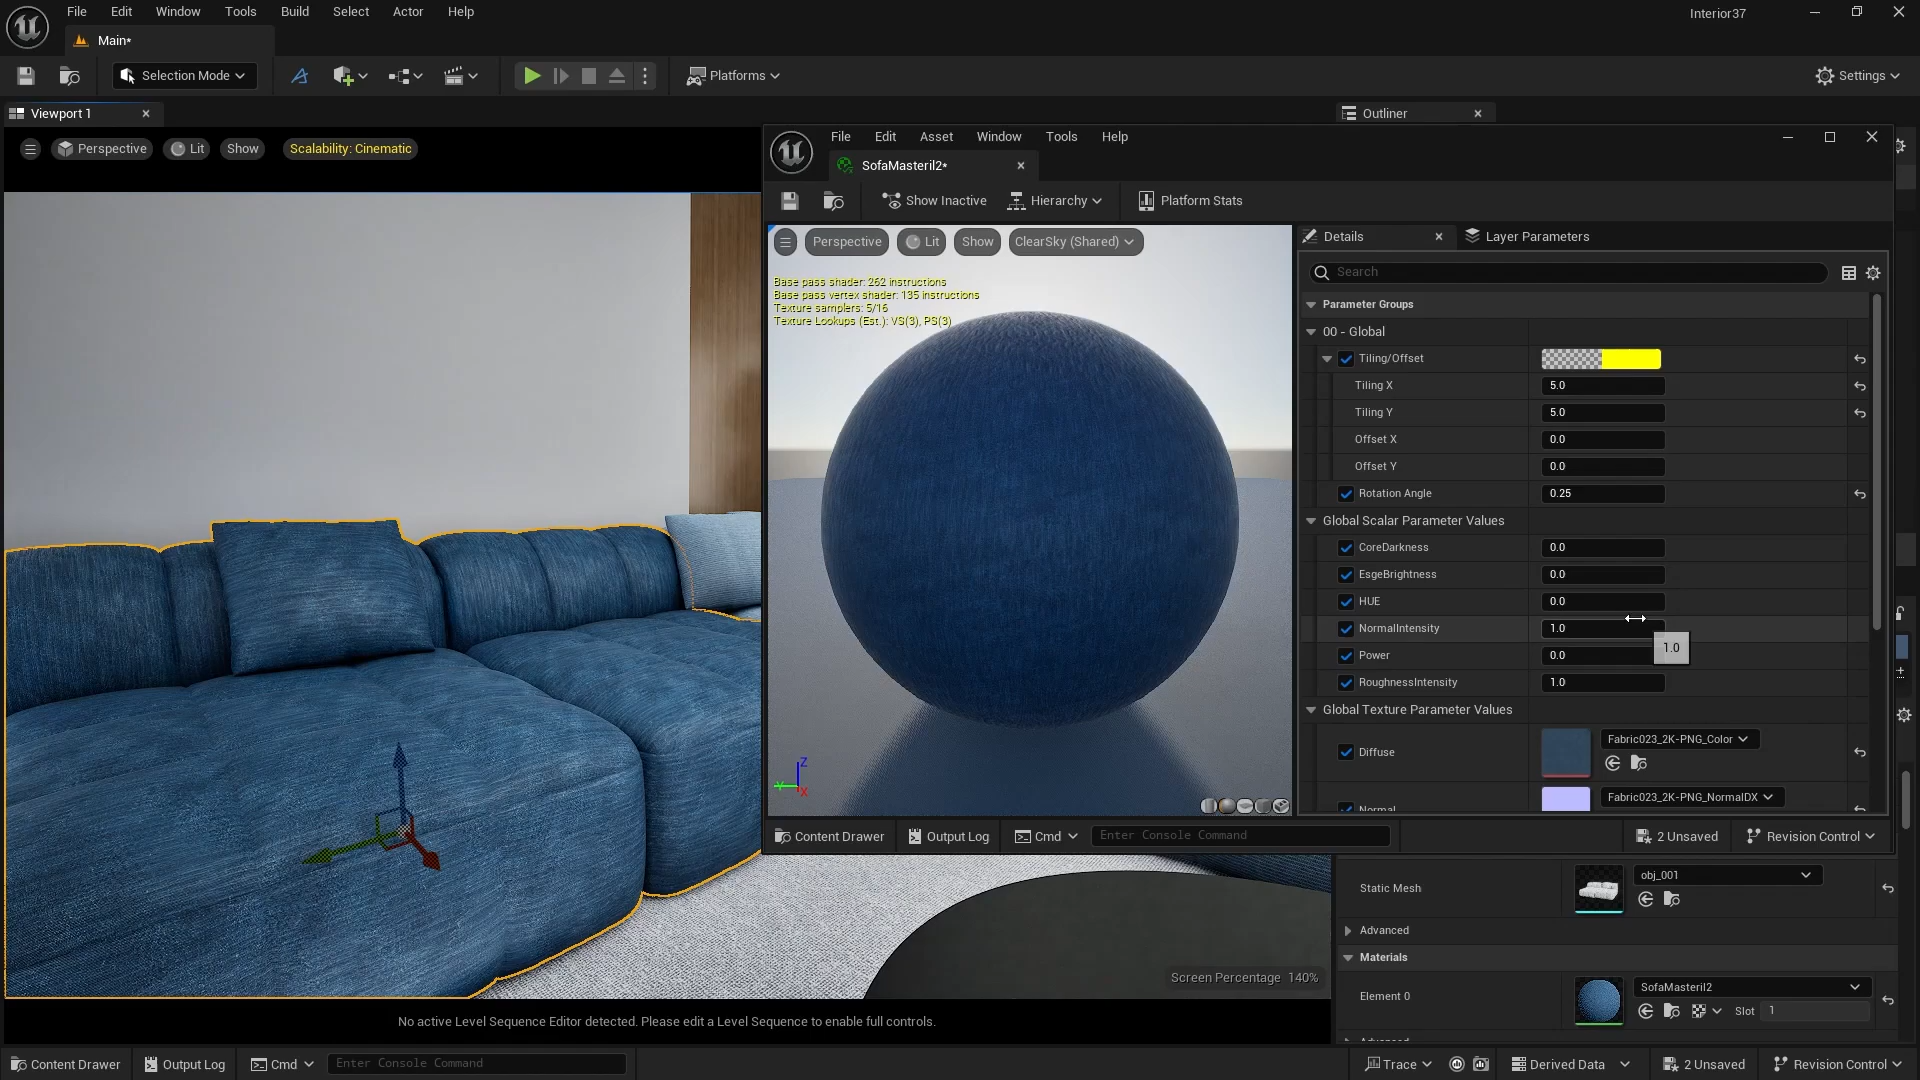 File Edit Window Tools Build Select Actor Help
Interior37
Main*
Selection Mode
Platforms
Settings
Viewport 1
Outliner
Perspective Lit Show Scalability: Cinematic
File Edit Asset Window Tools Help
SofaMasteril2*
Show Inactive Hierarchy Platform Stats
Perspective Lit Show ClearSky (Shared)
Base pass shader: 262 instructions
Base pass vertex shader: 135 instructions
Texture samplers: 5/16
Texture Lookups (Est.): VS(3), PS(3)
Z
Y
X
Details Layer Parameters
Search
Parameter Groups
00 - Global
Tiling/Offset
Tiling X 5.0
Tiling Y 5.0
Offset X 0.0
Offset Y 0.0
Rotation Angle 0.25
Global Scalar Parameter Values
CoreDarkness 0.0
EsgeBrightness 0.0
HUE 0.0
NormalIntensity 1.0
1.0
Power 0.0
RoughnessIntensity 1.0
Global Texture Parameter Values
Diffuse Fabric023_2K-PNG_Color
Normal Fabric023_2K-PNG_NormalDX
Content Drawer Output Log Cmd Enter Console Command 2 Unsaved Revision Control
Static Mesh obj_001
Advanced
Materials
Element 0 SofaMasteril2
Slot 1
Advanced
Screen Percentage 140%
No active Level Sequence Editor detected. Please edit a Level Sequence to enable full controls.
Content Drawer Output Log Cmd Enter Console Command Trace Derived Data 2 Unsaved Revision Control